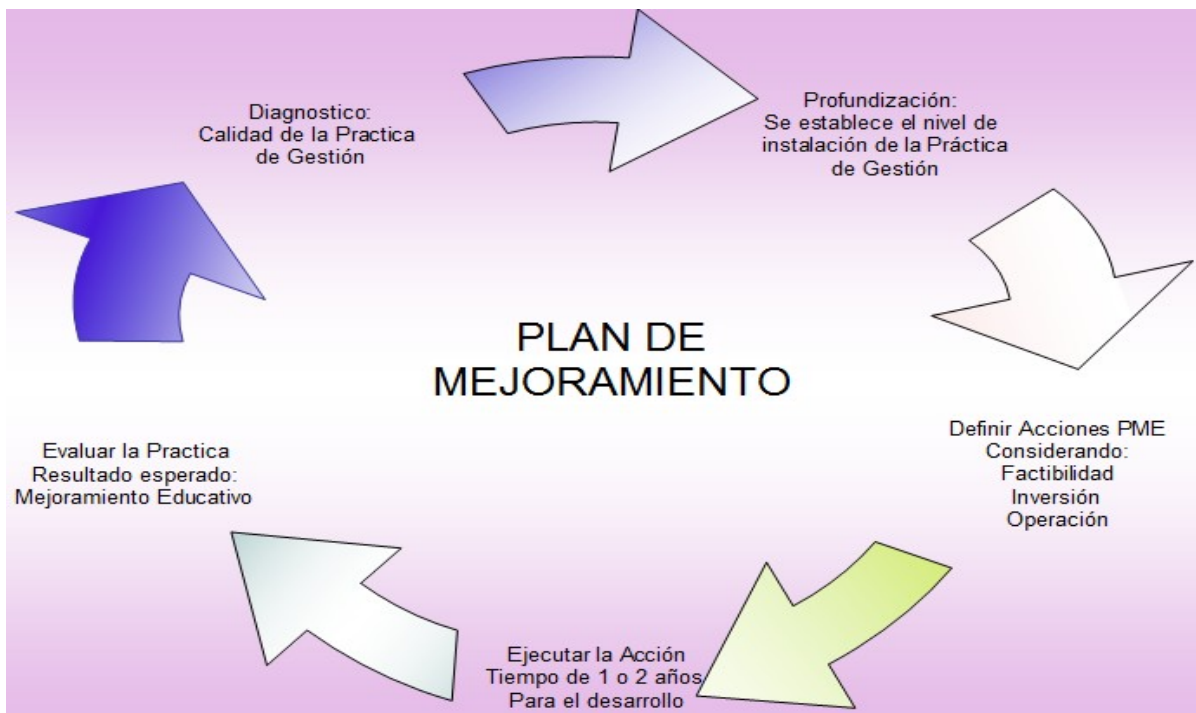 Diagnostico:
Calidad de la Practica
de Gestión
Profundización:
Se establece el nivel de
instalación de la Práctica
de Gestión
PLAN DE
MEJORAMIENTO
Definir Acciones PME
Considerando:
Factibilidad
Inversión
Operación
Ejecutar la Acción
Tiempo de 1 o 2 años
Para el desarrollo
Evaluar la Practica
Resultado esperado:
Mejoramiento Educativo